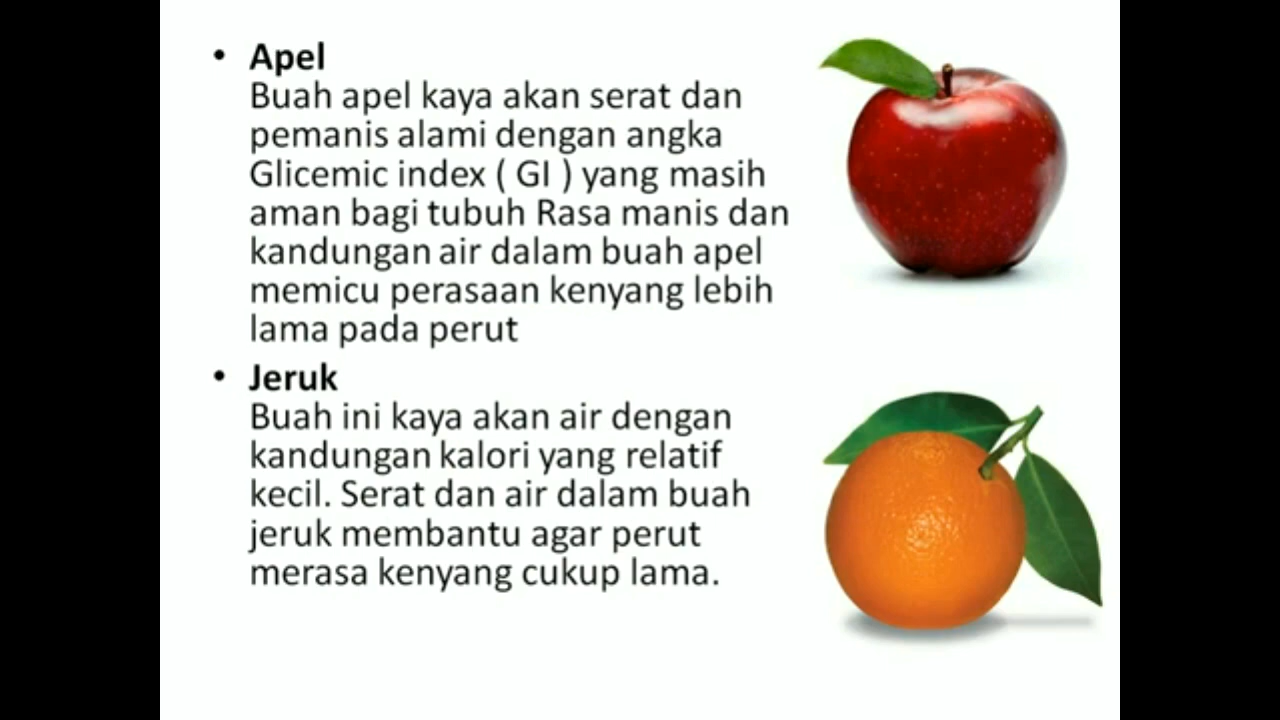 • Apel
Buah apel kaya akan serat dan
pemanis alami dengan angka
Glicemic index ( GI ) yang masih
aman bagi tubuh Rasa manis dan
kandungan air dalam buah apel
memicu perasaan kenyang lebih
lama pada perut
• Jeruk
Buah ini kaya akan air dengan
kandungan kalori yang relatif
kecil. Serat dan air dalam buah
jeruk membantu agar perut
merasa kenyang cukup lama.